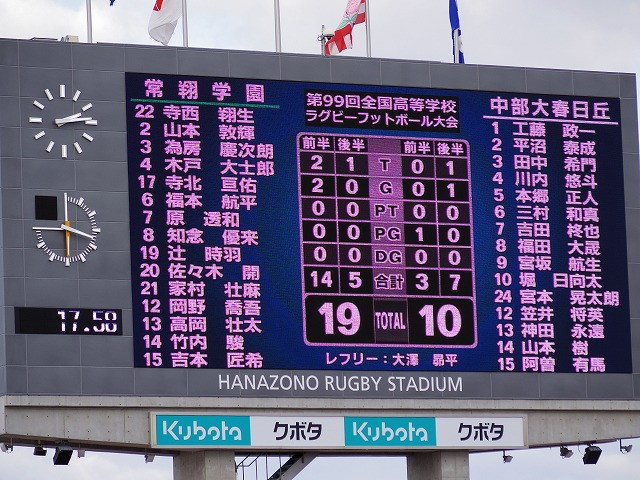 常翔学園
第99回全国高等学校
ラグビーフットボール大会
中部大春日丘
22 寺西 翔生
2 山本 敦輝
3 為房 慶次朗
4 木戸 大士郎
17 寺北 亘佑
6 福本 航平
7 原 透和
8 知念 優来
19 辻 時羽
20 佐々木 開
21 家村 壮麻
12 岡野 喬吾
13 高岡 壮太
14 竹内 駿
15 吉本 匠希
前半 後半 前半 後半
2 1 T 0 1
2 0 G 0 1
0 0 PT 0 0
0 0 PG 1 0
0 0 DG 0 0
14 5 合計 3 7
19 TOTAL 10
レフリー：大澤 昴平
1 工藤 政一
2 平沼 泰成
3 田中 希門
4 川内 悠斗
5 本郷 正人
6 三村 和真
7 吉田 柊也
8 福田 大晟
9 宮坂 航生
10 堀 日向太
24 宮本 晃太朗
12 笠井 将英
13 神田 永遠
14 山本 樹
15 阿曽 有馬
17.58
HANAZONO RUGBY STADIUM
Kubota クボタ Kubota クボタ